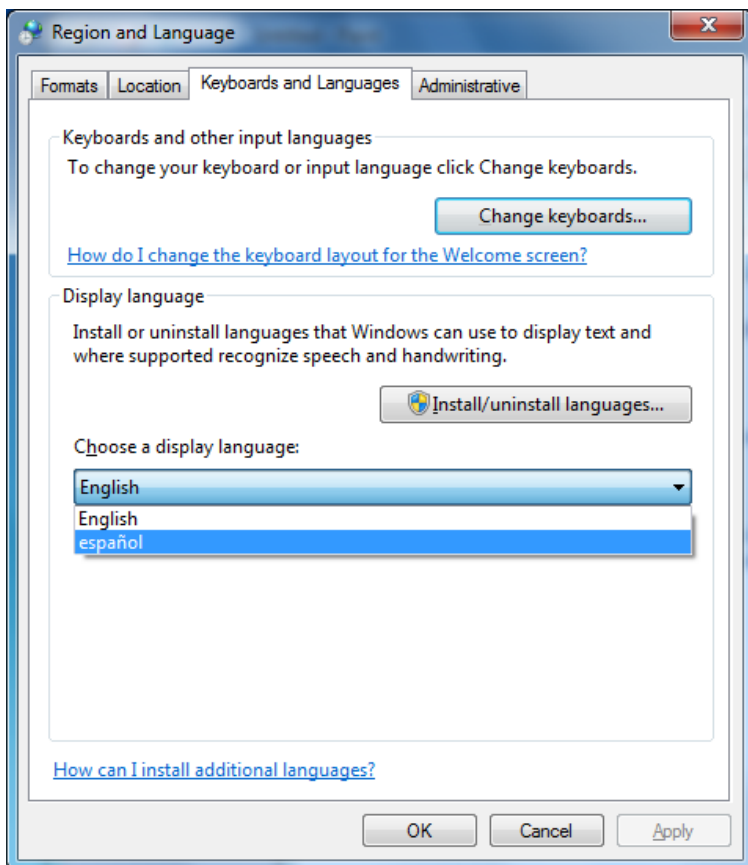 Region and Language
Formats Location Keyboards and Languages Administrative
Keyboards and other input languages
To change your keyboard or input language click Change keyboards.
Change keyboards...
How do I change the keyboard layout for the Welcome screen?
Display language
Install or uninstall languages that Windows can use to display text and
where supported recognize speech and handwriting.
Install/uninstall languages...
Choose a display language:
English
English
español
How can I install additional languages?
OK Cancel Apply